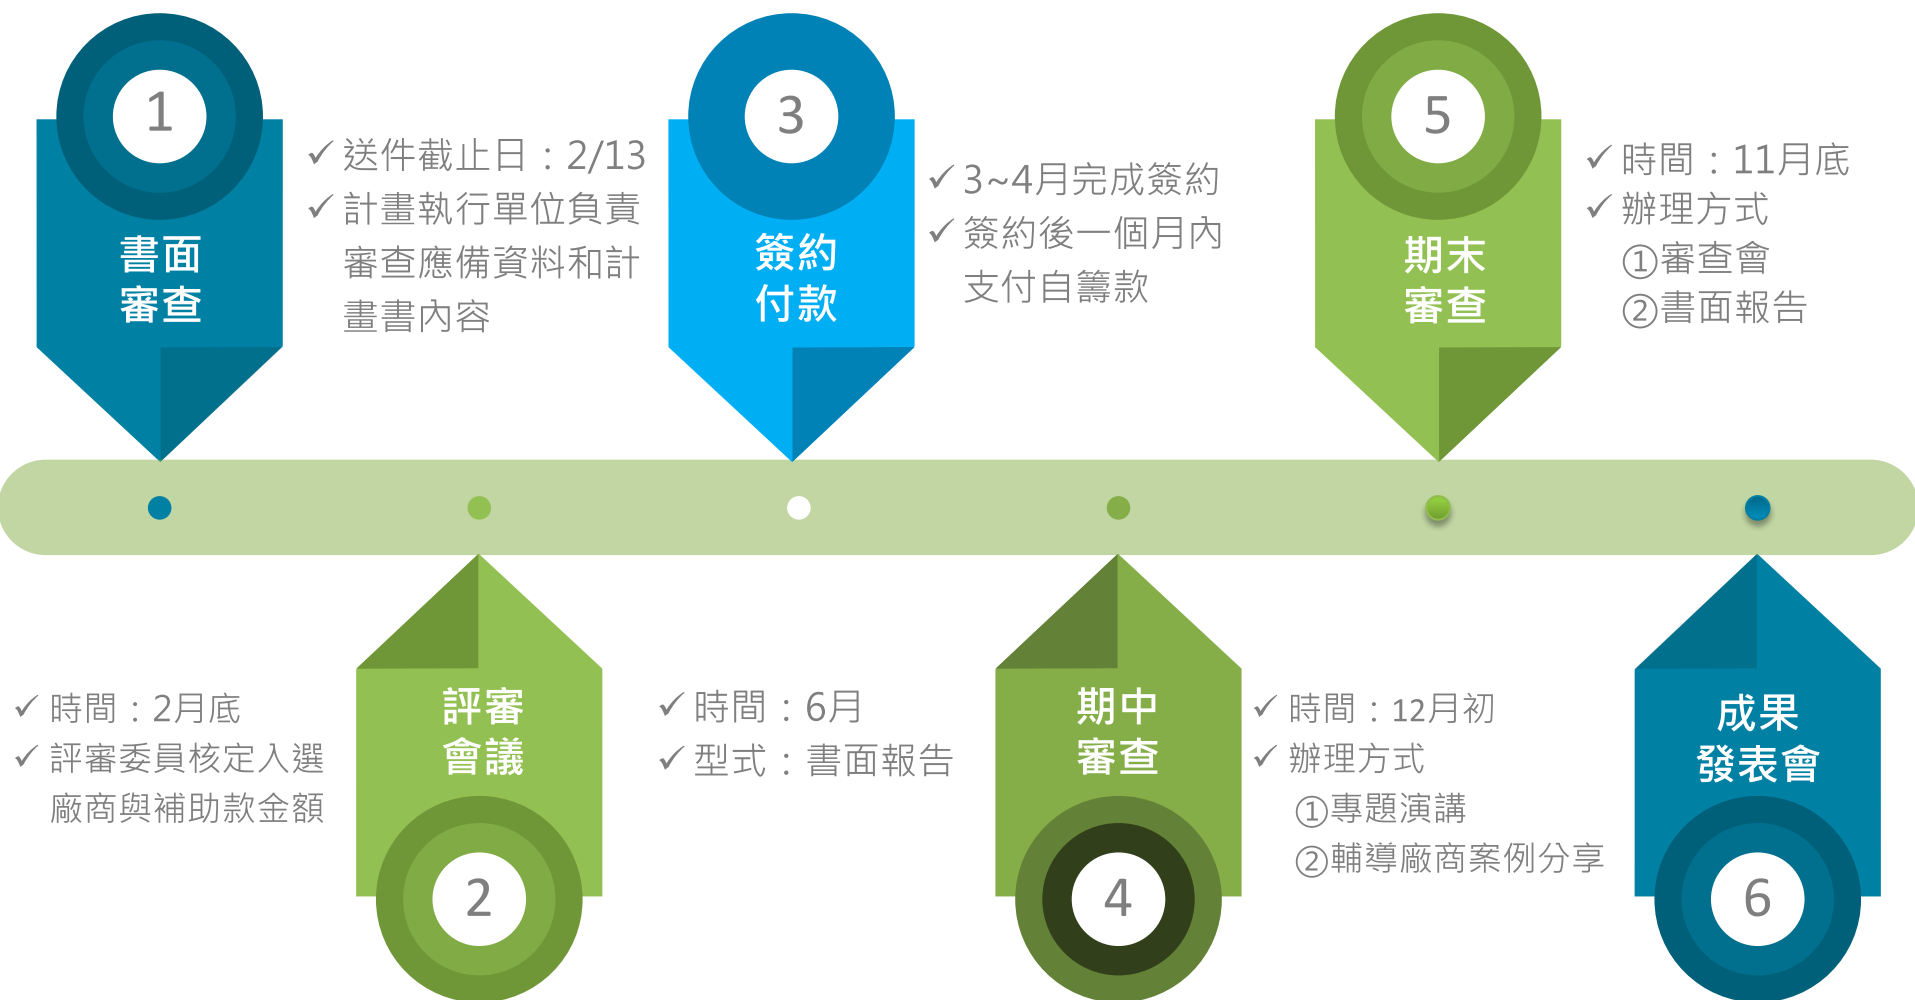 1
書面
審查
✓ 送件截止日：2/13
✓ 計畫執行單位負責
審查應備資料和計
畫書內容
3
簽約
付款
✓ 3~4月完成簽約
✓ 簽約後一個月內
支付自籌款
5
期末
審查
✓ 時間：11月底
✓ 辦理方式
①審查會
②書面報告
✓ 時間：2月底
✓ 評審委員核定入選
廠商與補助款金額
評審
會議
2
✓ 時間：6月
✓ 型式：書面報告
期中
審查
4
✓ 時間：12月初
✓ 辦理方式
①專題演講
②輔導廠商案例分享
成果
發表會
6